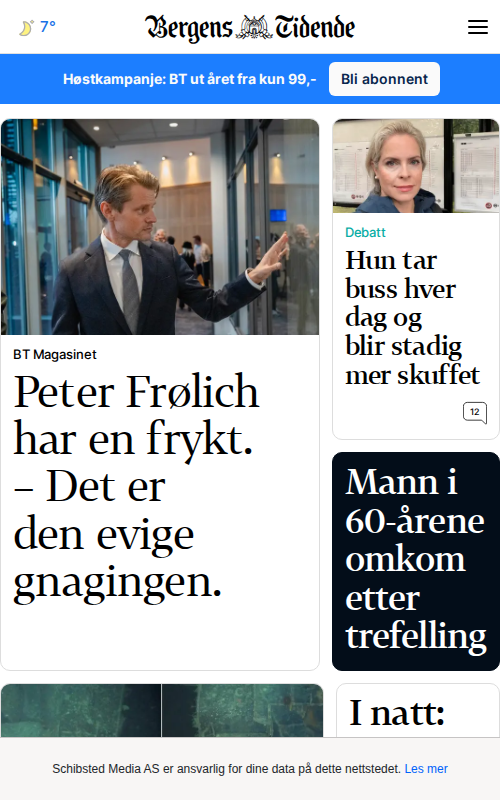 7°
Bergens Tidende
Høstkampanje: BT ut året fra kun 99,-
Bli abonnent
BT Magasinet
Peter Frølich
har en frykt.
– Det er
den evige
gnagingen.
Debatt
Hun tar
buss hver
dag og
blir stadig
mer skuffet
12
Mann i
60-årene
omkom
etter
trefelling
I natt:
Schibsted Media AS er ansvarlig for dine data på dette nettstedet. Les mer